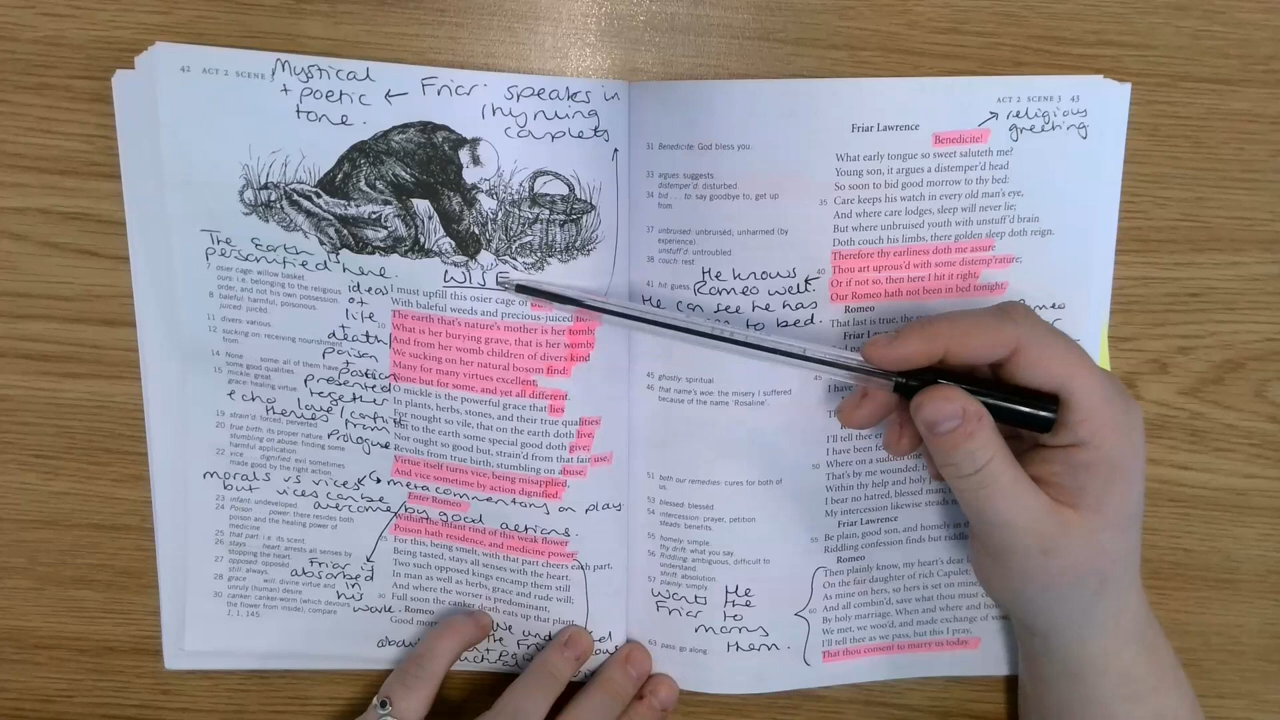 42 ACT 2 SCENE 3
Mystical
+ poetic ← Friar speaks in
tone. rhyming
couplets
The Earth is
personified here.
WISE
7 osier cage: willow basket.
ours: i.e. belonging to the religious
order, and not his own possession.
8 baleful: harmful, poisonous.
juiced: juicèd.
11 divers: various.
12 sucking on: receiving nourishment
from.
14 None some: all of them have
some good qualities.
15 mickle: great.
grace: healing virtue.
19 strain'd: forced, perverted
20 true birth: its proper nature
stumbling on abuse: finding some
harmful application
22 vice dignified: evil sometimes
made good by the right action.
23 infant: undeveloped
24 Poison power: there resides both
poison and the healing power of
medicine
25 that part: i.e. its scent.
26 stays heart: arrests all senses by
stopping the heart.
27 opposed: opposèd
still: always.
28 grace will: divine virtue and
unruly (human) desire.
30 canker: canker-worm (which devours
the flower from inside), compare
1, 1, 145.
ideas
of
life
death/
poison
presented
together
echo love/
themes from
Prologue
morals vs vices
but vices can be
overcome by good actions.
meta comments on play
Friar is
absorbed
in
his
work.
I must upfill this osier cage of
With baleful weeds and precious-juiced
The earth that's nature's mother is her tomb;
10 What is her burying grave, that is her womb;
And from her womb children of divers kind
We sucking on her natural bosom find:
Many for many virtues excellent,
None but for some, and yet all different.
O mickle is the powerful grace that lies
In plants, herbs, stones, and their true qualities:
For nought so vile, that on the earth doth live,
But to the earth some special good doth give;
Nor ought so good but, strain'd from that fair use,
Revolts from true birth, stumbling on abuse.
Virtue itself turns vice, being misapplied,
And vice sometime by action dignified.
Enter Romeo
Within the infant rind of this weak flower
Poison hath residence, and medicine power:
25 For this, being smelt, with that part cheers each part,
Being tasted, stays all senses with the heart.
Two such opposed kings encamp them still
In man as well as herbs, grace and rude will;
And where the worser is predominant,
30 Full soon the canker death eats up that plant.
Romeo
Good
ACT 2 SCENE 3 43
→ religious
greeting
Friar Lawrence
Benedicite!
What early tongue so sweet saluteth me?
Young son, it argues a distemper'd head
So soon to bid good morrow to thy bed:
35 Care keeps his watch in every old man's eye,
And where care lodges, sleep will never lie;
But where unbruised youth with unstuff'd brain
Doth couch his limbs, there golden sleep doth reign.
Therefore thy earliness doth me assure
40 Thou art uprous'd with some distemp'rature;
Or if not so, then here I hit it right,
Our Romeo hath not been in bed tonight.
Romeo
That last is true, the
Friar
I have
I'll tell thee
I have been
50 Where on a sudden
That's by me wounded; b
Within thy help and holy p
I bear no hatred, blessed man;
My intercession likewise steads
Friar Lawrence
55 Be plain, good son, and homely in
Riddling confession finds but riddling
Romeo
Then plainly know, my heart's dear
On the fair daughter of rich Capulet:
As mine on hers, so hers is set on mine,
60 And all combin'd, save what thou must
By holy marriage. When and where and how
We met, we woo'd, and made exchange of vow,
I'll tell thee as we pass, but this I pray,
That thou consent to marry us today.
31 Benedicite: God bless you.
33 argues: suggests.
distemper'd: disturbed.
34 bid . . . to: say goodbye to, get up
from
37 unbruised: unbruisèd, unharmed (by
experience).
unstuff'd: untroubled.
38 couch: rest.
41 hit: guess.
He knows
Romeo well.
He can see he has
to bed.
45 ghostly: spiritual
46 that name's woe: the misery I suffered
because of the name 'Rosaline'.
51 both our remedies: cures for both of
us.
53 blessed: blessèd.
54 intercession: prayer, petition
steads: benefits.
55 homely: simple.
thy drift: what you say.
56 Riddling: ambiguous, difficult to
understand.
shrift: absolution.
57 plainly: simply.
63 pass: go along.
wants the
Friar to
marry
them.